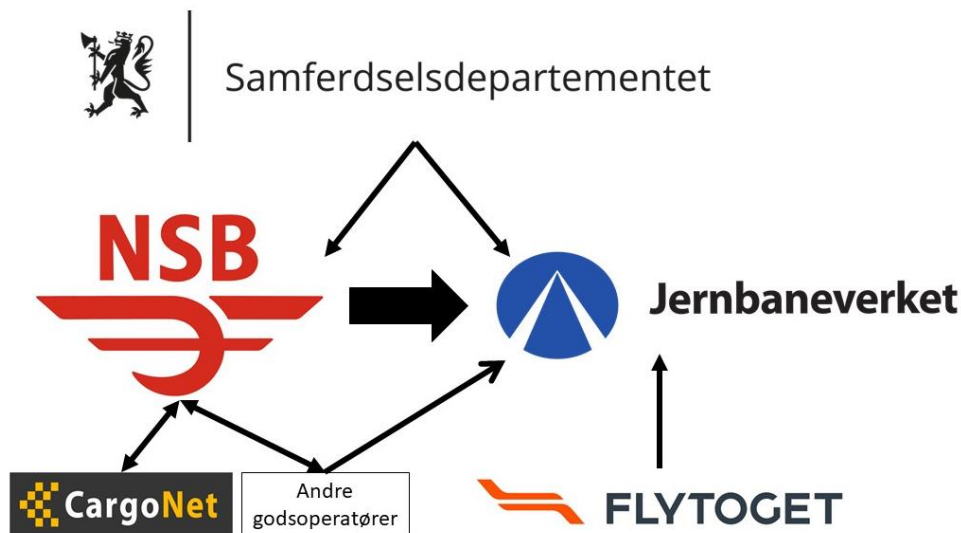 Samferdselsdepartementet
NSB
Jernbaneverket
CargoNet
Andre
godsoperatører
FLYTOGET